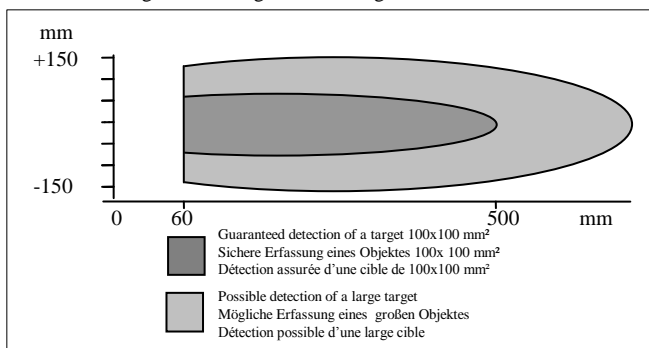 mm
+150
-150
0 60 500 mm
Guaranteed detection of a target 100x100 mm²
Sichere Erfassung eines Objektes 100x 100 mm²
Détection assurée d'une cible de 100x100 mm²
Possible detection of a large target
Mögliche Erfassung eines großen Objektes
Détection possible d'une large cible